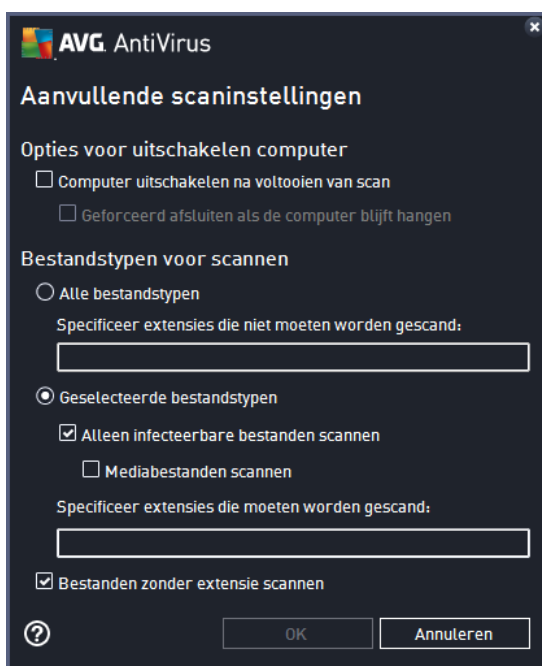 AVG. AntiVirus
Aanvullende scaninstellingen
Opties voor uitschakelen computer
Computer uitschakelen na voltooien van scan
Geforceerd afsluiten als de computer blijft hangen
Bestandstypen voor scannen
Alle bestandstypen
Specificeer extensies die niet moeten worden gescand:
Geselecteerde bestandstypen
Alleen infecteerbare bestanden scannen
Mediabestanden scannen
Specificeer extensies die moeten worden gescand:
Bestanden zonder extensie scannen
? OK Annuleren